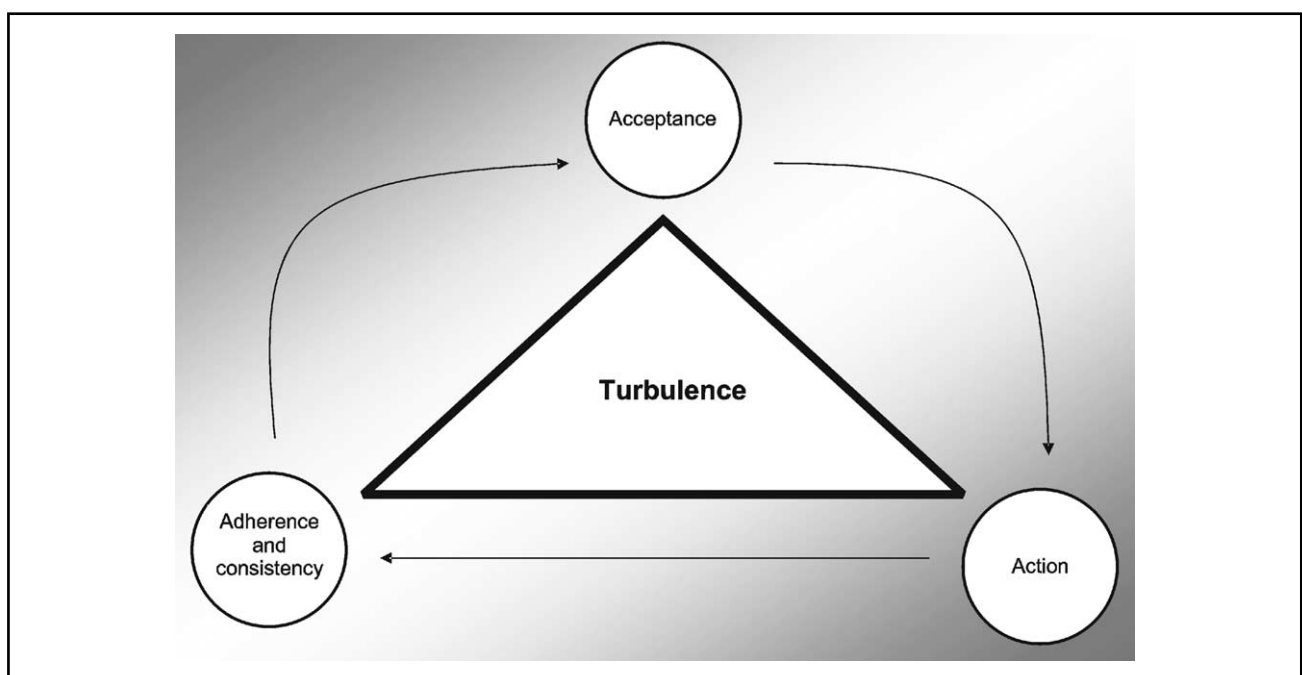 Acceptance
Turbulence
Adherence
and
consistency
Action